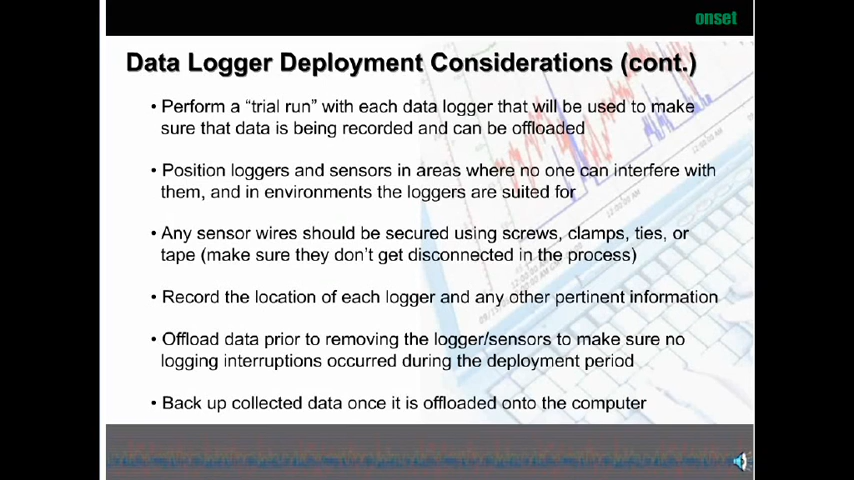 onset
Data Logger Deployment Considerations (cont.)
• Perform a “trial run” with each data logger that will be used to make
sure that data is being recorded and can be offloaded
• Position loggers and sensors in areas where no one can interfere with
them, and in environments the loggers are suited for
• Any sensor wires should be secured using screws, clamps, ties, or
tape (make sure they don’t get disconnected in the process)
• Record the location of each logger and any other pertinent information
• Offload data prior to removing the logger/sensors to make sure no
logging interruptions occurred during the deployment period
• Back up collected data once it is offloaded onto the computer